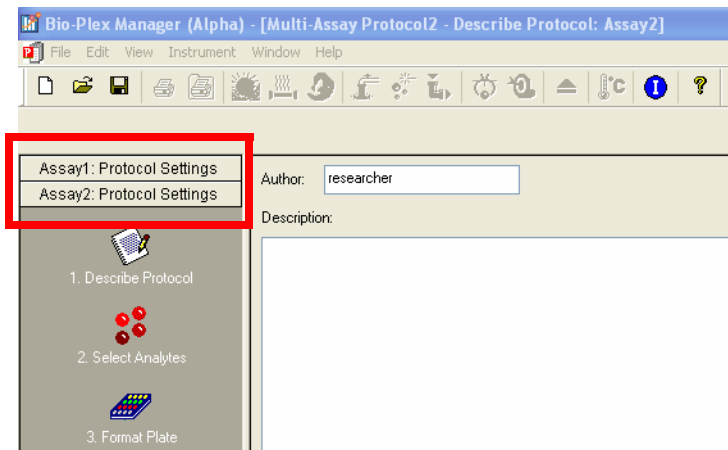 Bio-Plex Manager (Alpha) - [Multi-Assay Protocol2 - Describe Protocol: Assay2]
File Edit View Instrument Window Help
°C I ?
Assay1: Protocol Settings
Assay2: Protocol Settings
Author: researcher
Description:
1. Describe Protocol
2. Select Analytes
3. Format Plate